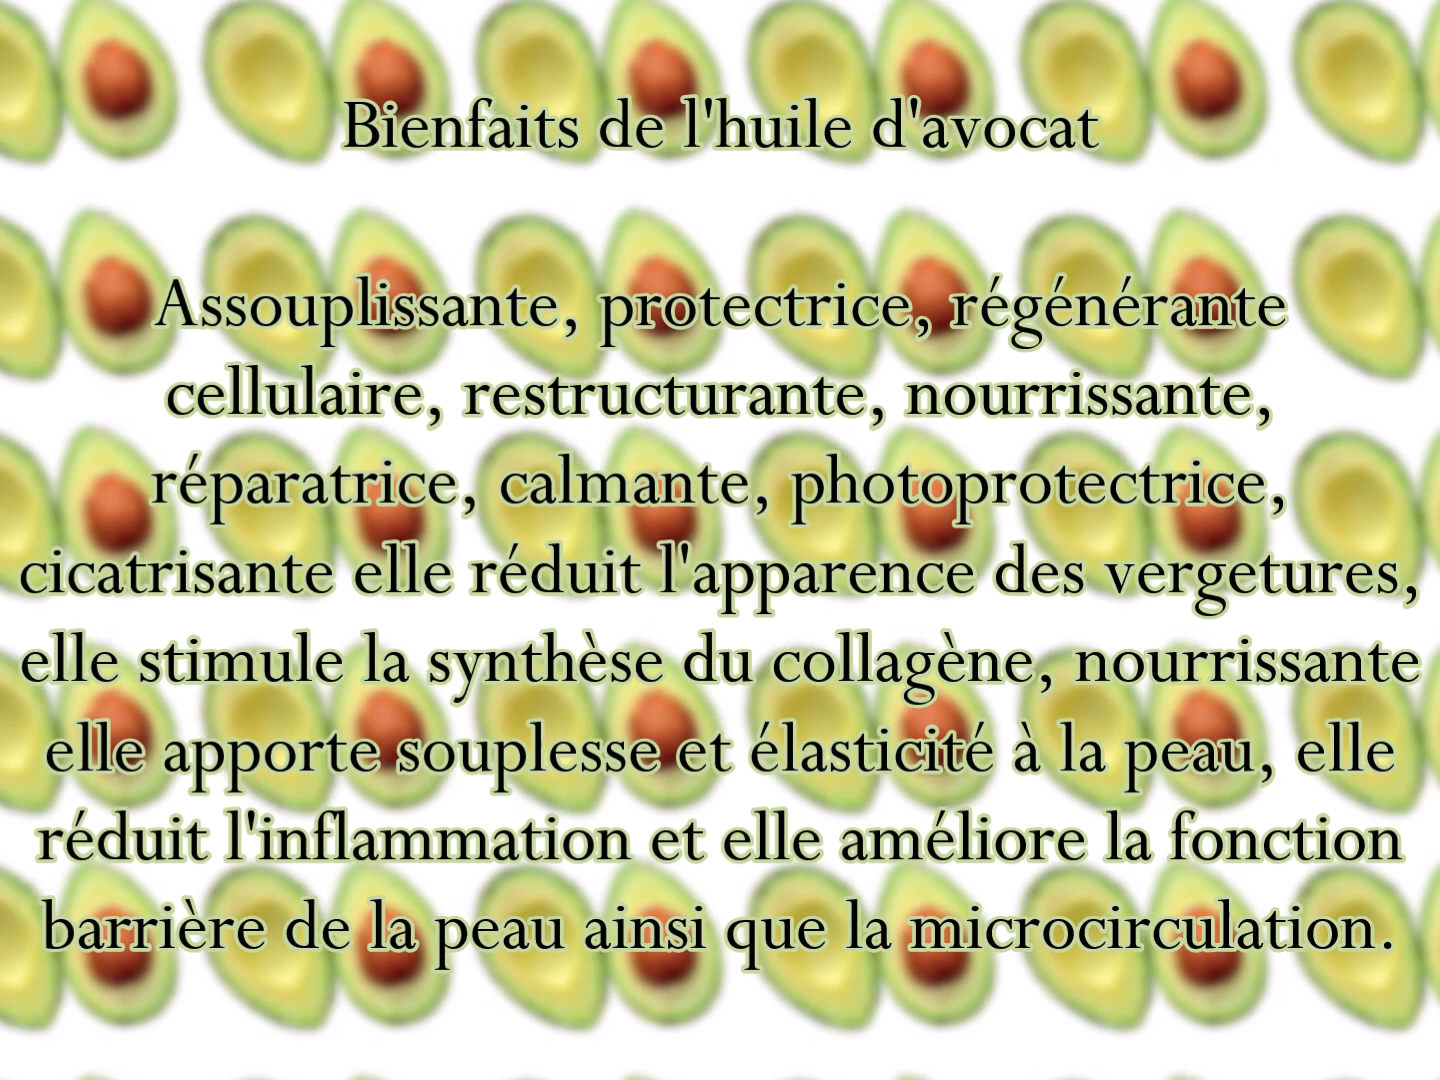 Bienfaits de l'huile d'avocat
Assouplissante, protectrice, régénérante
cellulaire, restructurante, nourrissante,
réparatrice, calmante, photoprotectrice,
cicatrisante elle réduit l'apparence des vergetures,
elle stimule la synthèse du collagène, nourrissante
elle apporte souplesse et élasticité à la peau, elle
réduit l'inflammation et elle améliore la fonction
barrière de la peau ainsi que la microcirculation.